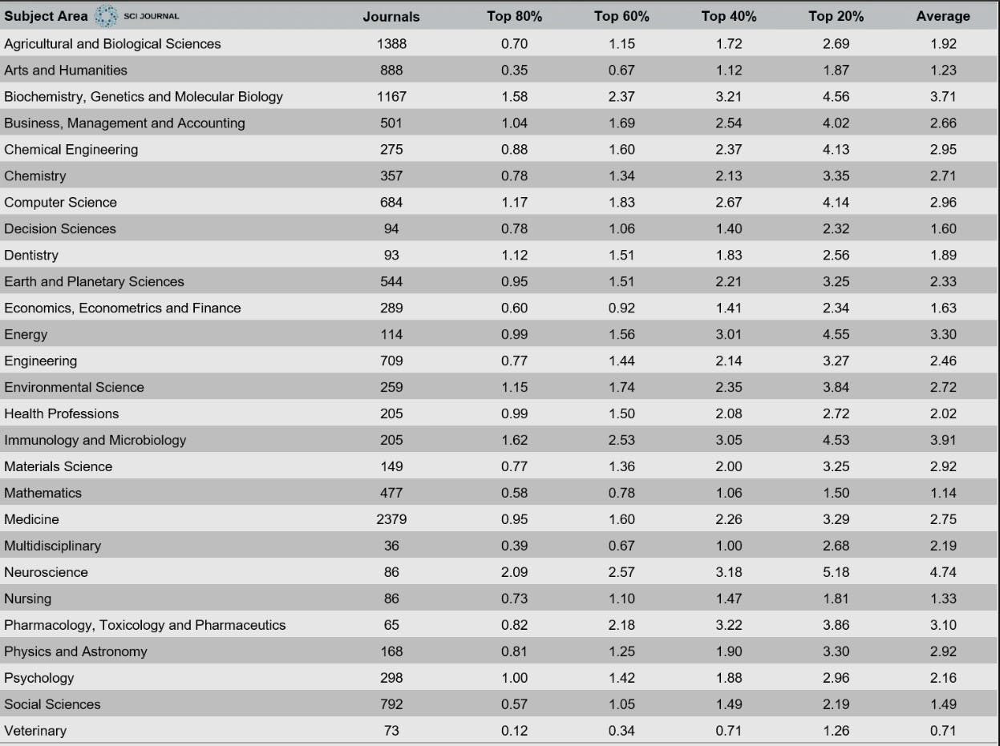 Subject Area SCI JOURNAL Journals Top 80% Top 60% Top 40% Top 20% Average
Agricultural and Biological Sciences 1388 0.70 1.15 1.72 2.69 1.92
Arts and Humanities 888 0.35 0.67 1.12 1.87 1.23
Biochemistry, Genetics and Molecular Biology 1167 1.58 2.37 3.21 4.56 3.71
Business, Management and Accounting 501 1.04 1.69 2.54 4.02 2.66
Chemical Engineering 275 0.88 1.60 2.37 4.13 2.95
Chemistry 357 0.78 1.34 2.13 3.35 2.71
Computer Science 684 1.17 1.83 2.67 4.14 2.96
Decision Sciences 94 0.78 1.06 1.40 2.32 1.60
Dentistry 93 1.12 1.51 1.83 2.56 1.89
Earth and Planetary Sciences 544 0.95 1.51 2.21 3.25 2.33
Economics, Econometrics and Finance 289 0.60 0.92 1.41 2.34 1.63
Energy 114 0.99 1.56 3.01 4.55 3.30
Engineering 709 0.77 1.44 2.14 3.27 2.46
Environmental Science 259 1.15 1.74 2.35 3.84 2.72
Health Professions 205 0.99 1.50 2.08 2.72 2.02
Immunology and Microbiology 205 1.62 2.53 3.05 4.53 3.91
Materials Science 149 0.77 1.36 2.00 3.25 2.92
Mathematics 477 0.58 0.78 1.06 1.50 1.14
Medicine 2379 0.95 1.60 2.26 3.29 2.75
Multidisciplinary 36 0.39 0.67 1.00 2.68 2.19
Neuroscience 86 2.09 2.57 3.18 5.18 4.74
Nursing 86 0.73 1.10 1.47 1.81 1.33
Pharmacology, Toxicology and Pharmaceutics 65 0.82 2.18 3.22 3.86 3.10
Physics and Astronomy 168 0.81 1.25 1.90 3.30 2.92
Psychology 298 1.00 1.42 1.88 2.96 2.16
Social Sciences 792 0.57 1.05 1.49 2.19 1.49
Veterinary 73 0.12 0.34 0.71 1.26 0.71